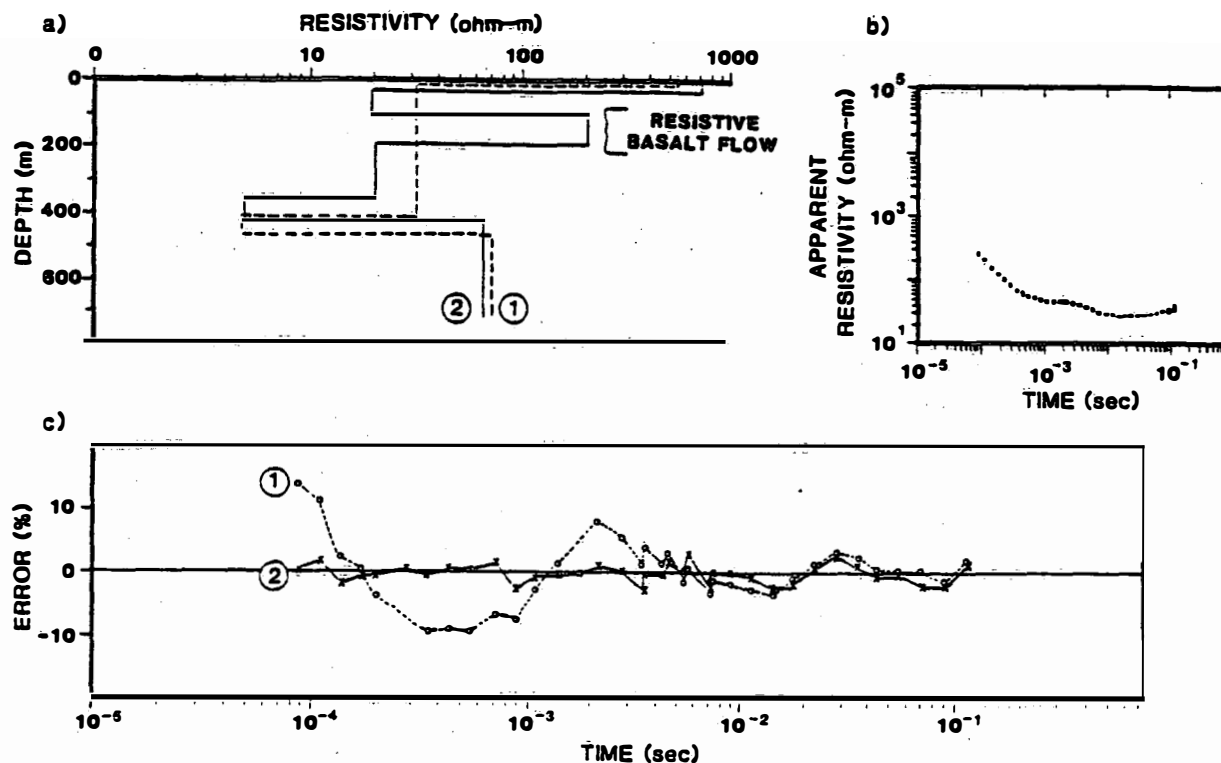 a)
RESISTIVITY (ohm-m)
0 10 100 1000
0
200
400
600
DEPTH (m)
RESISTIVE
BASALT FLOW
2 1
b)
10^5
10^3
10^1
APPARENT
RESISTIVITY (ohm-m)
10^-5 10^-3 10^-1
TIME (sec)
c)
1
2
10
0
-10
ERROR (%)
10^-5 10^-4 10^-3 10^-2 10^-1
TIME (sec)